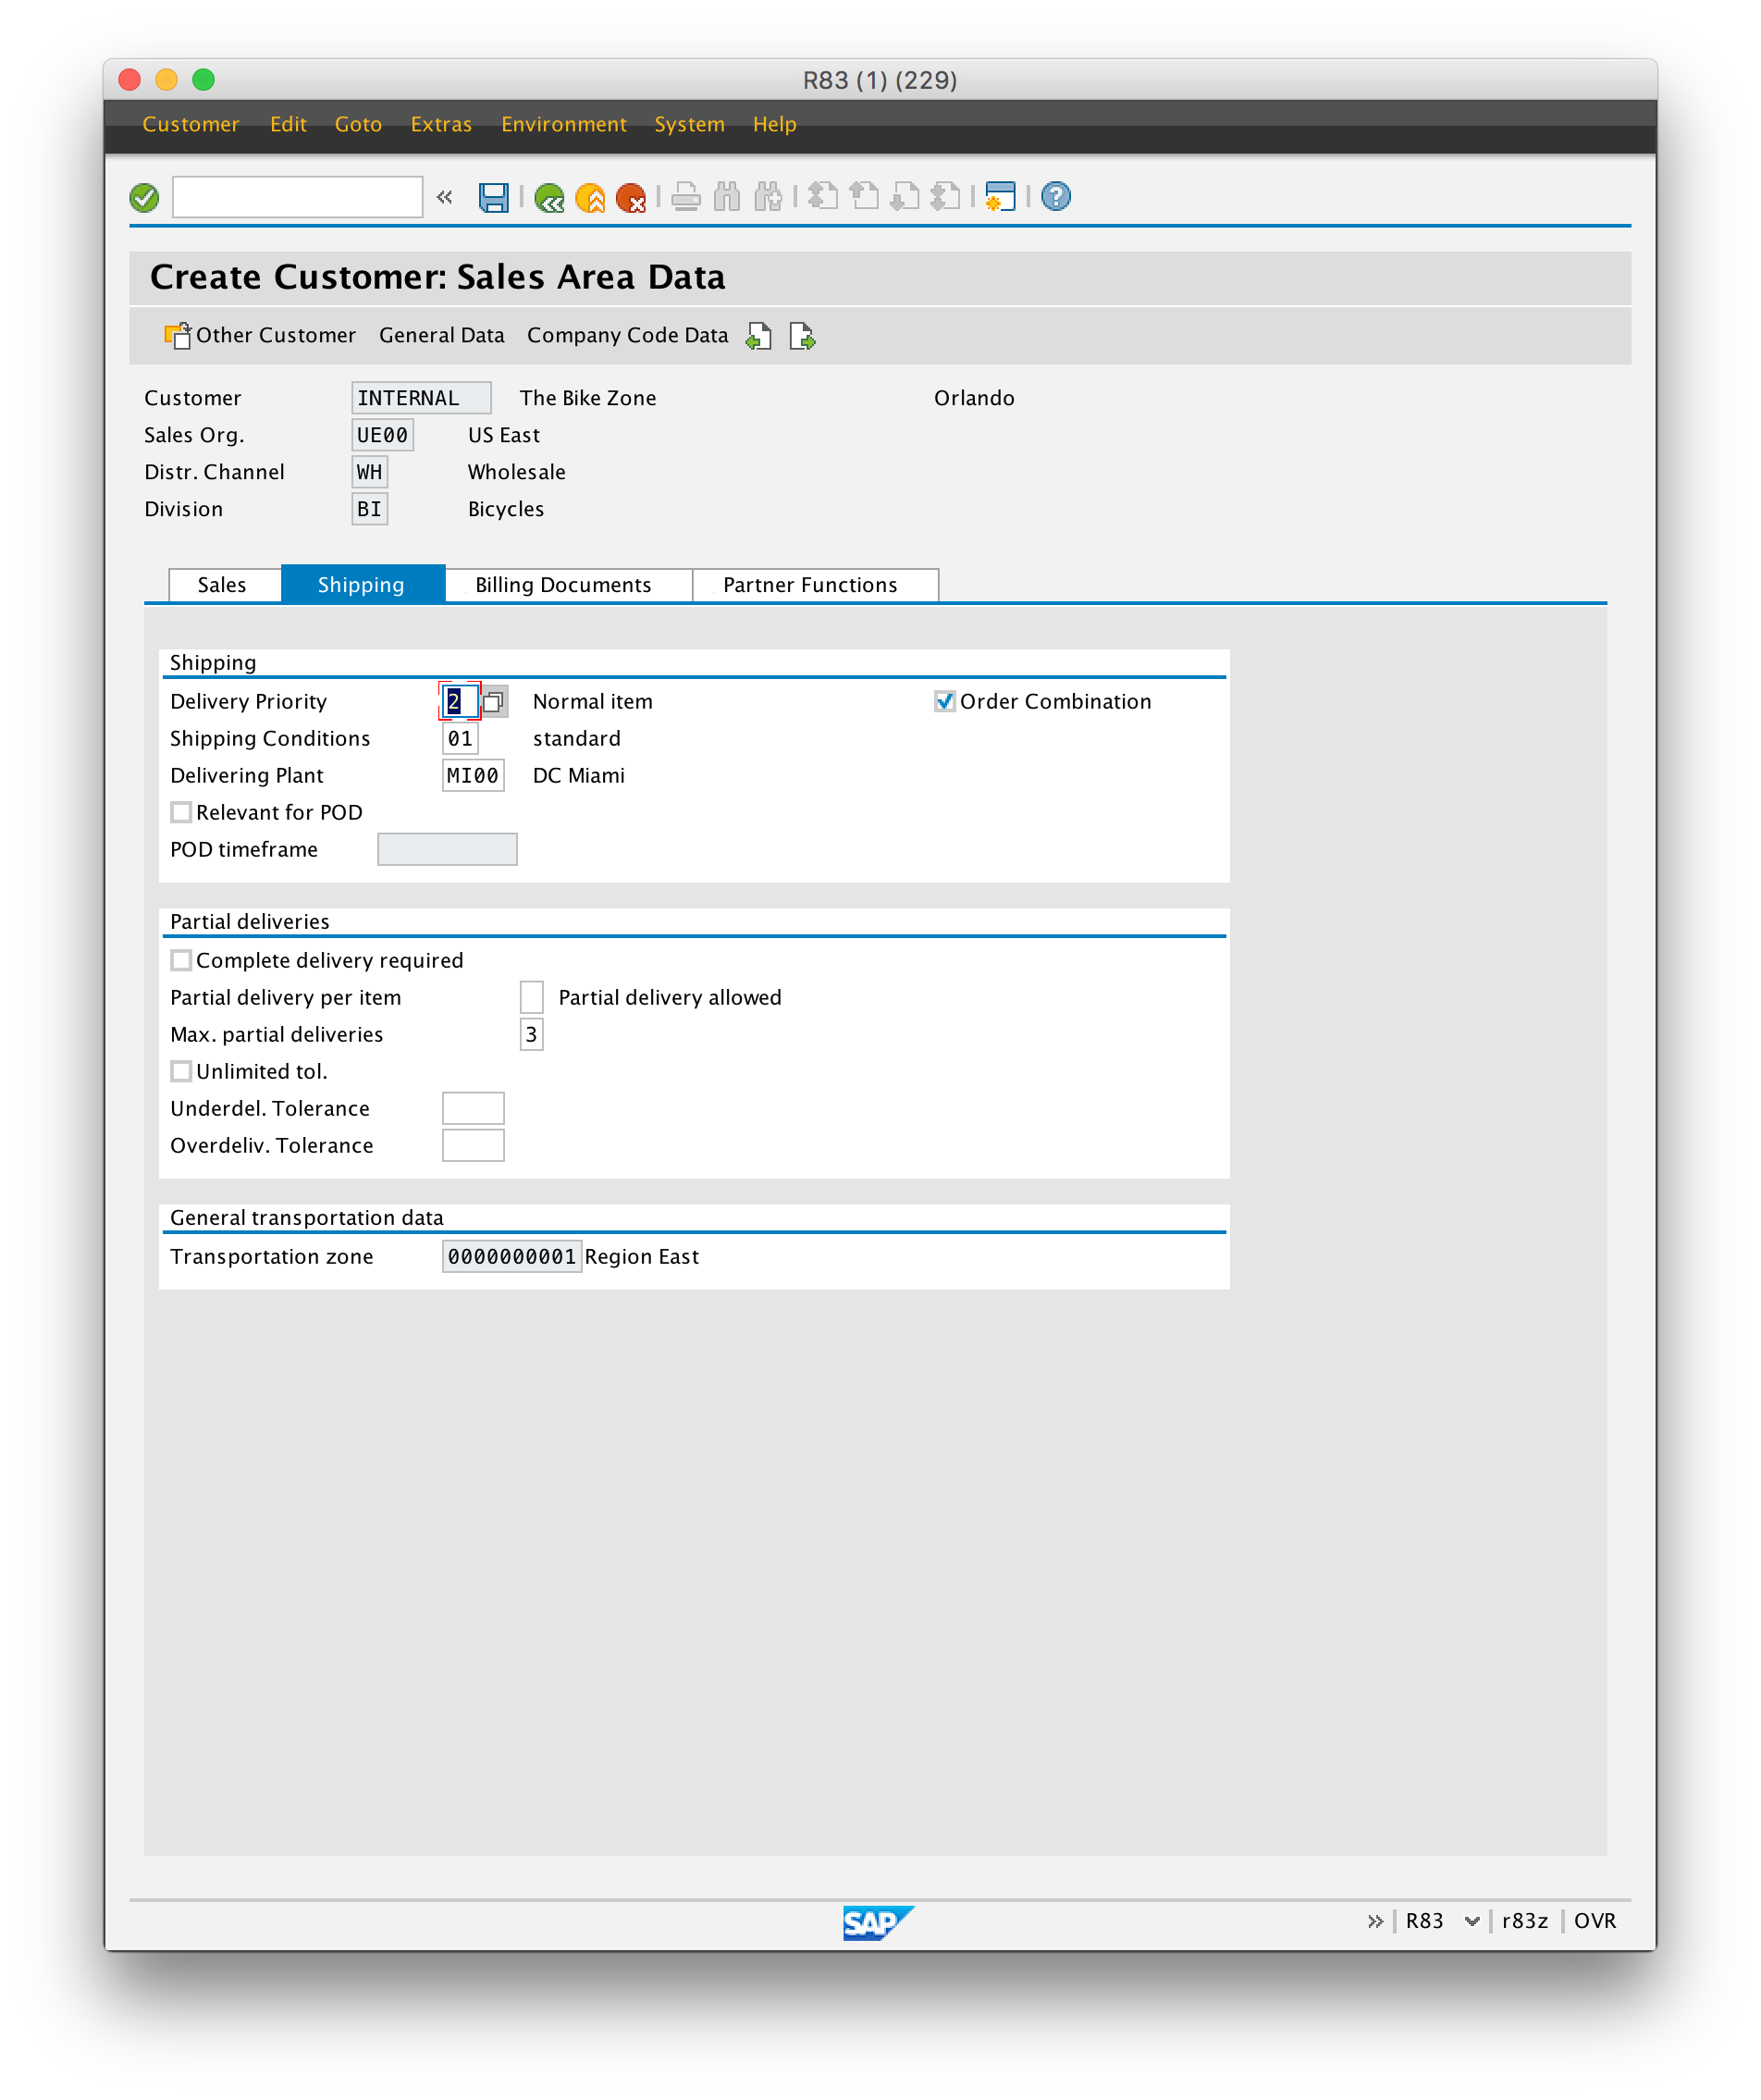 R83 (1) (229)
Customer Edit Goto Extras Environment System Help
Create Customer: Sales Area Data
Other Customer General Data Company Code Data
Customer INTERNAL The Bike Zone Orlando
Sales Org. UE00 US East
Distr. Channel WH Wholesale
Division BI Bicycles
Sales Shipping Billing Documents Partner Functions
Shipping
Delivery Priority 2 Normal item Order Combination
Shipping Conditions 01 standard
Delivering Plant MI00 DC Miami
Relevant for POD
POD timeframe
Partial deliveries
Complete delivery required
Partial delivery per item Partial delivery allowed
Max. partial deliveries 3
Unlimited tol.
Underdel. Tolerance
Overdeliv. Tolerance
General transportation data
Transportation zone 0000000001 Region East
SAP R83 r83z OVR